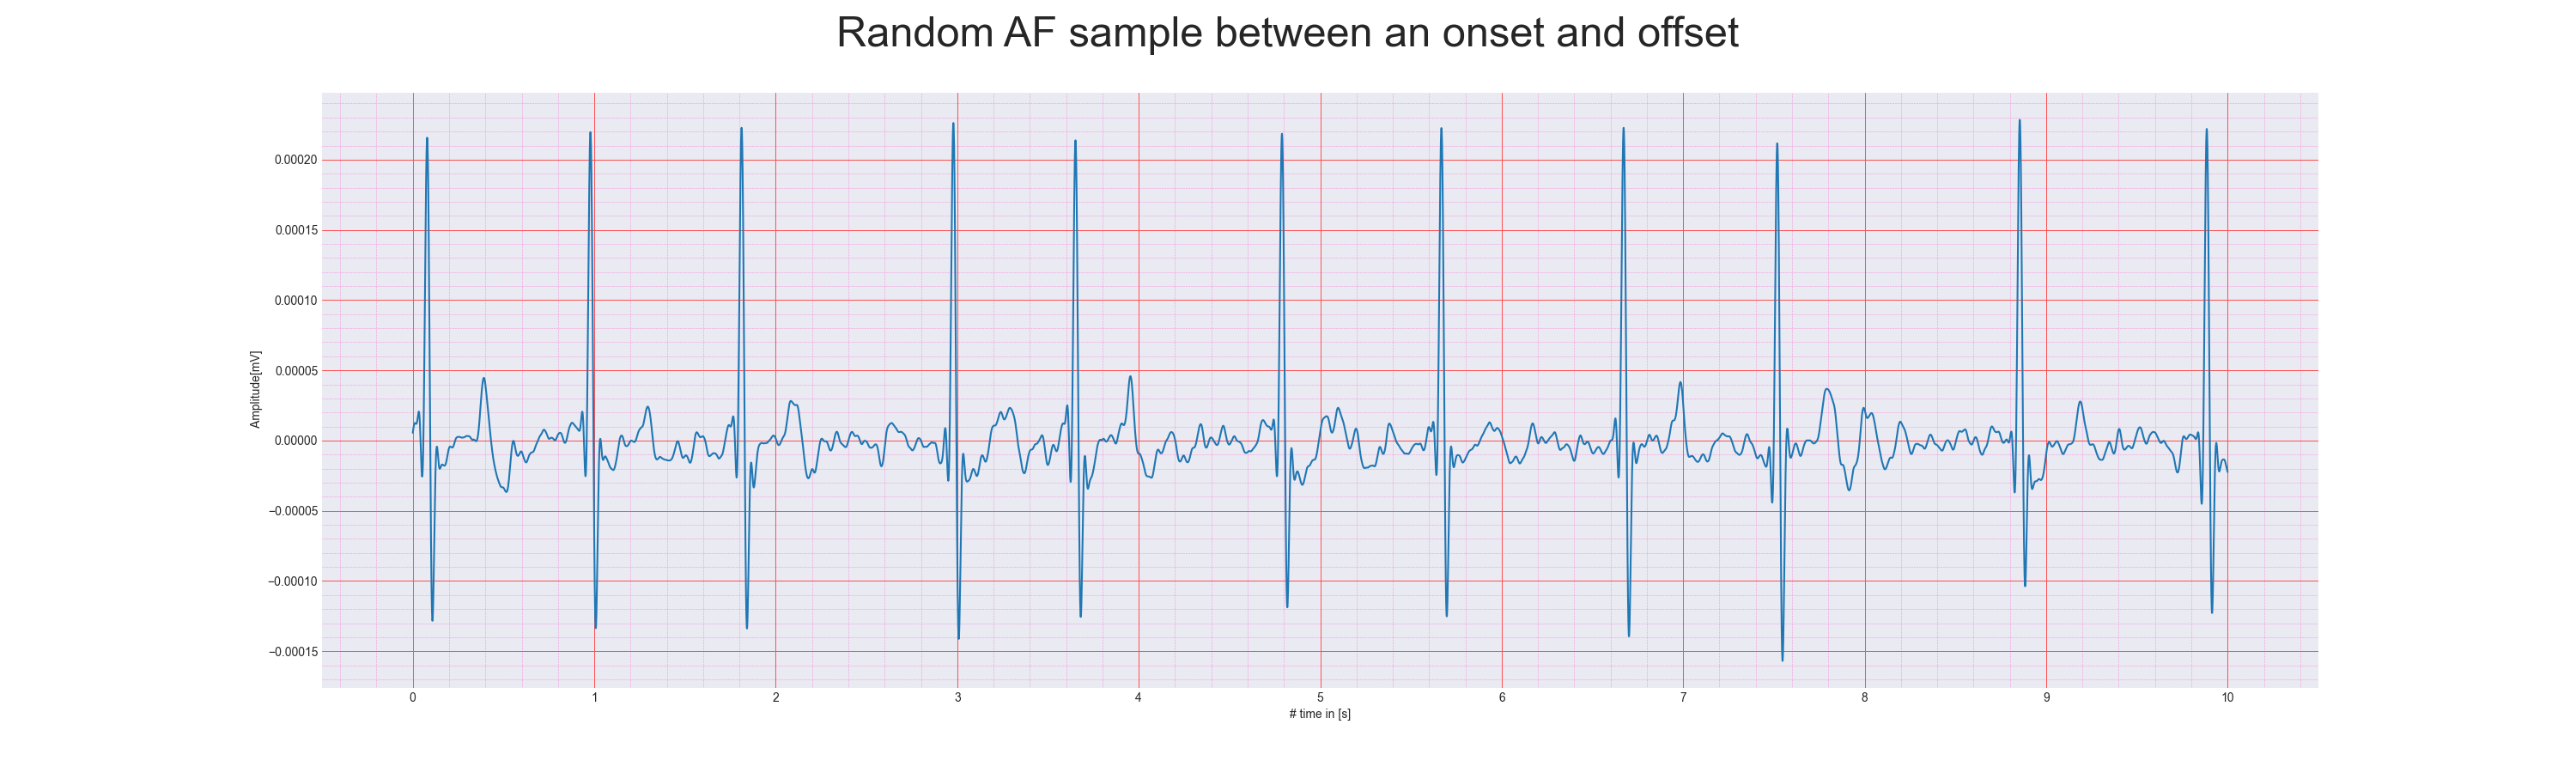 Random AF sample between an onset and offset
Amplitude[mV]
0.00020
0.00015
0.00010
0.00005
0.00000
−0.00005
−0.00010
−0.00015
0 1 2 3 4 5 6 7 8 9 10
# time in [s]